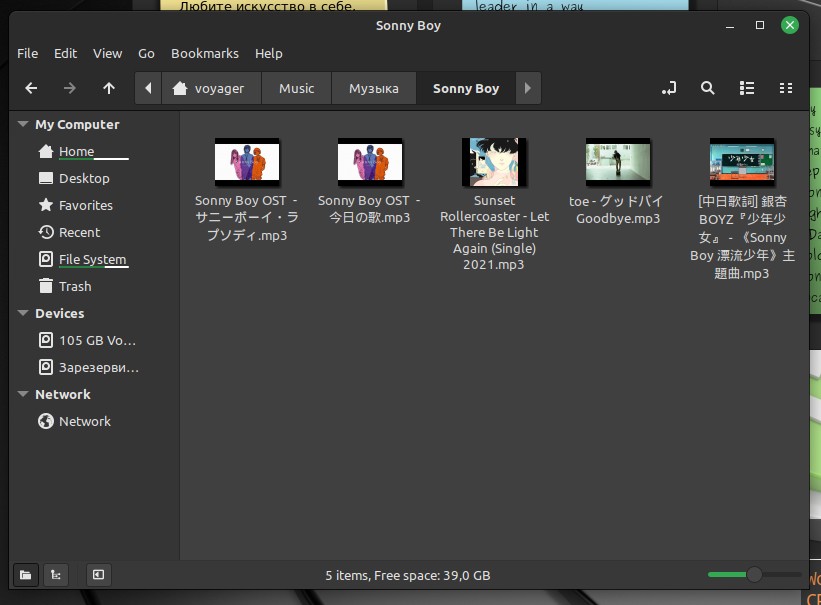 Любите искусство в себе,
leader in a way
Sonny Boy
File Edit View Go Bookmarks Help
voyager Music Музыка Sonny Boy
My Computer
Home
Desktop
Favorites
Recent
File System
Trash
Devices
105 GB Vo...
Зарезерви...
Network
Network
Sonny Boy OST -
サニーボーイ・ラ
プソディ.mp3
Sonny Boy OST -
今日の歌.mp3
Sunset
Rollercoaster - Let
There Be Light
Again (Single)
2021.mp3
toe - グッドバイ
Goodbye.mp3
[中日歌詞] 銀杏
BOYZ『少年少
女』 - 《Sonny
Boy 漂流少年》主
題曲.mp3
5 items, Free space: 39,0 GB